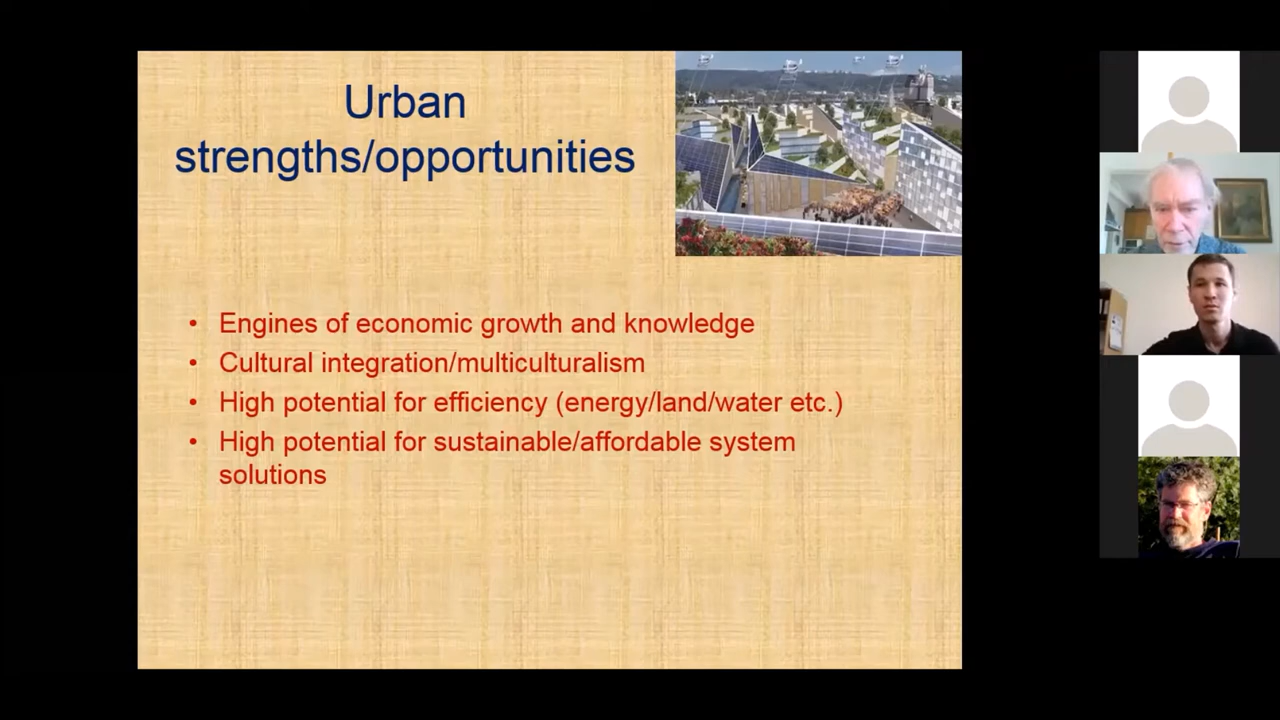 Urban
strengths/opportunities
• Engines of economic growth and knowledge
• Cultural integration/multiculturalism
• High potential for efficiency (energy/land/water etc.)
• High potential for sustainable/affordable system
solutions